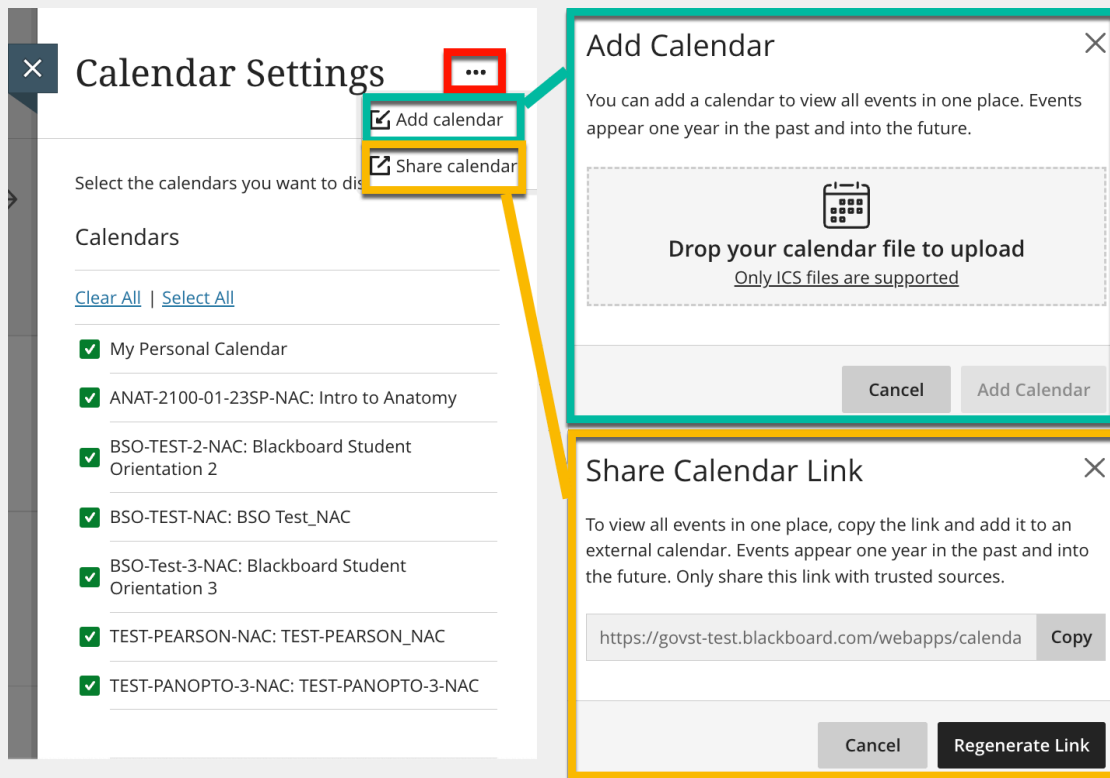 Calendar Settings
Add calendar
Share calendar
Select the calendars you want to
Calendars
Clear All | Select All
My Personal Calendar
ANAT-2100-01-23SP-NAC: Intro to Anatomy
BSO-TEST-2-NAC: Blackboard Student
Orientation 2
BSO-TEST-NAC: BSO Test_NAC
BSO-Test-3-NAC: Blackboard Student
Orientation 3
TEST-PEARSON-NAC: TEST-PEARSON_NAC
TEST-PANOPTO-3-NAC: TEST-PANOPTO-3-NAC
Add Calendar
You can add a calendar to view all events in one place. Events
appear one year in the past and into the future.
Drop your calendar file to upload
Only ICS files are supported
Cancel
Add Calendar
Share Calendar Link
To view all events in one place, copy the link and add it to an
external calendar. Events appear one year in the past and into
the future. Only share this link with trusted sources.
https://govst-test.blackboard.com/webapps/calenda
Copy
Cancel
Regenerate Link